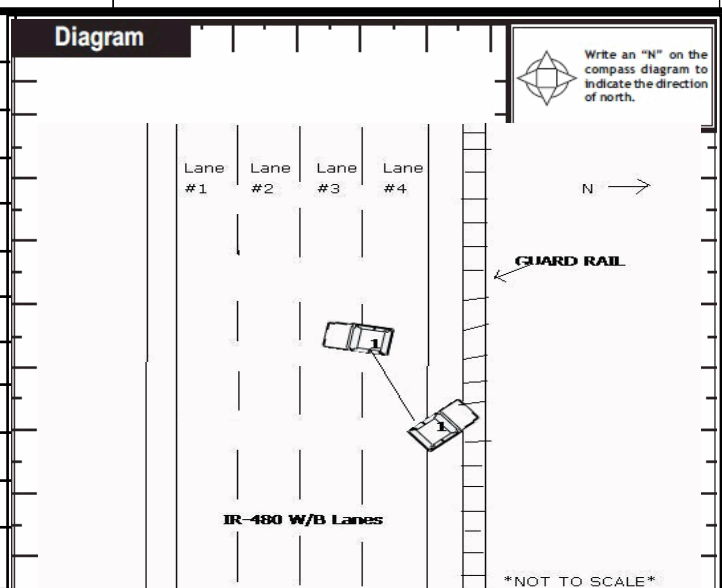 Diagram
Write an “N” on the
compass diagram to
indicate the direction
of north.
Lane Lane Lane Lane
#1 #2 #3 #4
N
GUARD RAIL
1
1
IR-480 W/B Lanes
*NOT TO SCALE*